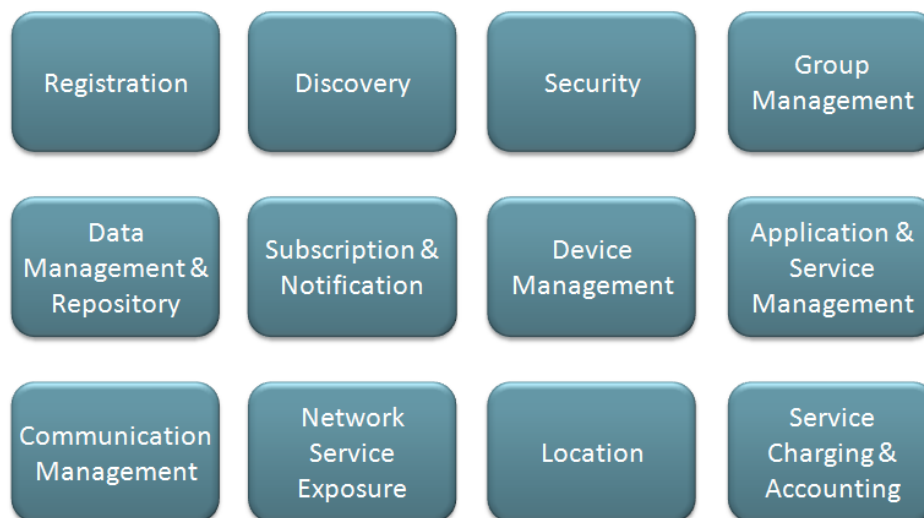 Registration
Discovery
Security
Group
Management
Data
Management &
Repository
Subscription &
Notification
Device
Management
Application &
Service
Management
Communication
Management
Network
Service
Exposure
Location
Service
Charging &
Accounting